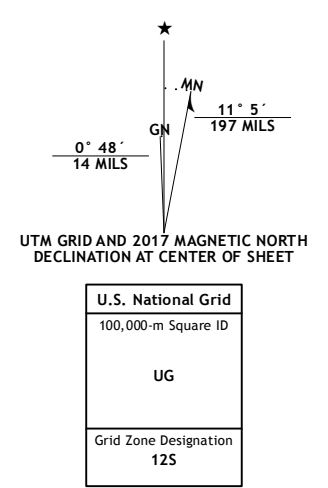 ★
MN
GN
11° 5´
197 MILS
0° 48´
14 MILS
UTM GRID AND 2017 MAGNETIC NORTH
DECLINATION AT CENTER OF SHEET
U.S. National Grid
100,000-m Square ID
UG
Grid Zone Designation
12S